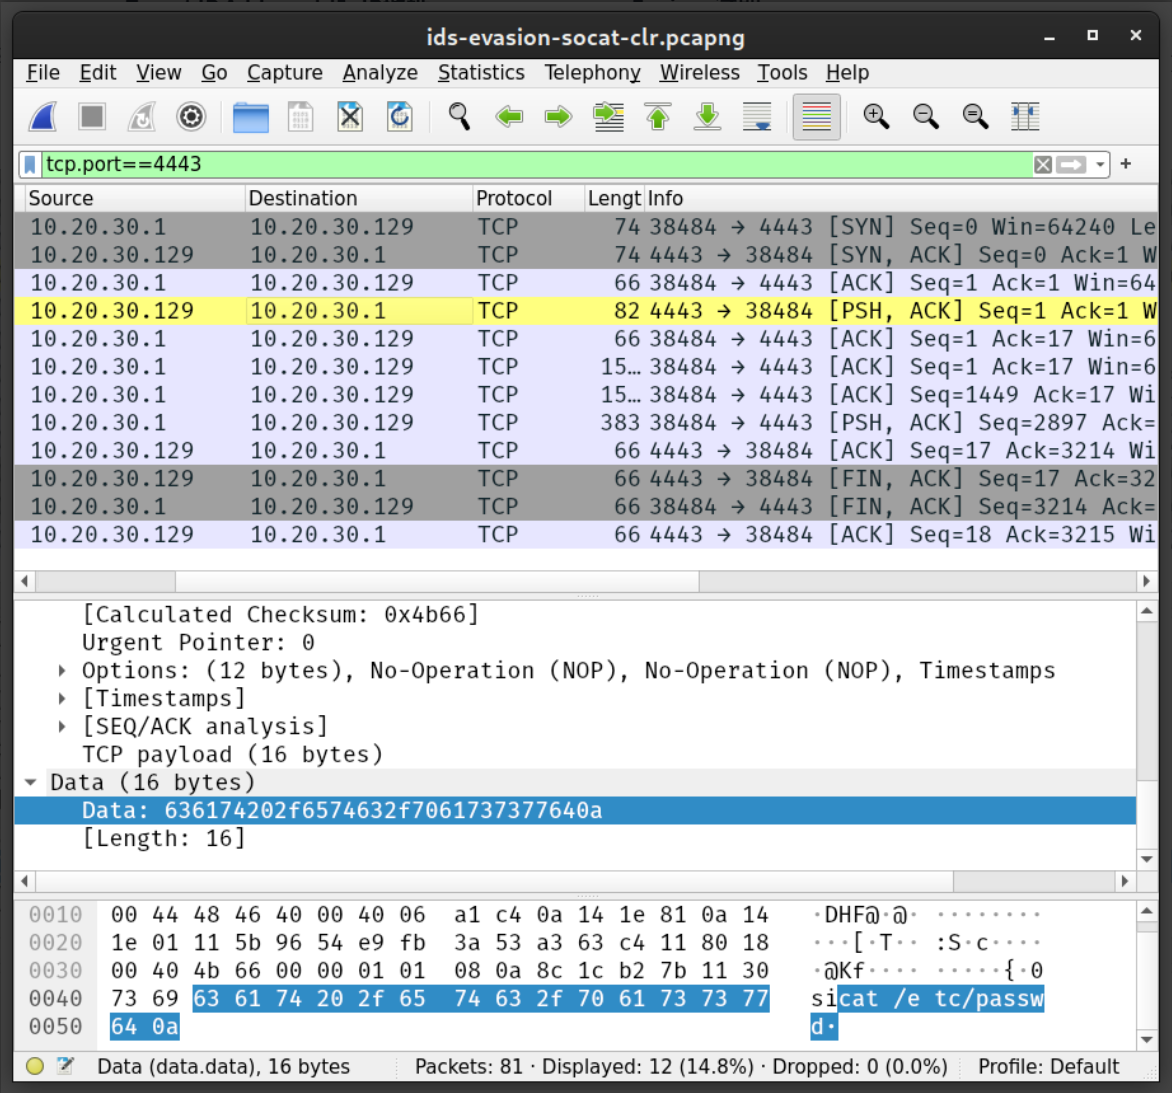 ids-evasion-socat-clr.pcapng
File Edit View Go Capture Analyze Statistics Telephony Wireless Tools Help
tcp.port==4443
Source Destination Protocol Lengt Info
10.20.30.1 10.20.30.129 TCP 74 38484 → 4443 [SYN] Seq=0 Win=64240 Le
10.20.30.129 10.20.30.1 TCP 74 4443 → 38484 [SYN, ACK] Seq=0 Ack=1 W
10.20.30.1 10.20.30.129 TCP 66 38484 → 4443 [ACK] Seq=1 Ack=1 Win=64
10.20.30.129 10.20.30.1 TCP 82 4443 → 38484 [PSH, ACK] Seq=1 Ack=1 W
10.20.30.1 10.20.30.129 TCP 66 38484 → 4443 [ACK] Seq=1 Ack=17 Win=6
10.20.30.1 10.20.30.129 TCP 15… 38484 → 4443 [ACK] Seq=1 Ack=17 Win=6
10.20.30.1 10.20.30.129 TCP 15… 38484 → 4443 [ACK] Seq=1449 Ack=17 Wi
10.20.30.1 10.20.30.129 TCP 383 38484 → 4443 [PSH, ACK] Seq=2897 Ack=
10.20.30.129 10.20.30.1 TCP 66 4443 → 38484 [ACK] Seq=17 Ack=3214 Wi
10.20.30.129 10.20.30.1 TCP 66 4443 → 38484 [FIN, ACK] Seq=17 Ack=32
10.20.30.1 10.20.30.129 TCP 66 38484 → 4443 [FIN, ACK] Seq=3214 Ack=
10.20.30.129 10.20.30.1 TCP 66 4443 → 38484 [ACK] Seq=18 Ack=3215 Wi
[Calculated Checksum: 0x4b66]
Urgent Pointer: 0
Options: (12 bytes), No-Operation (NOP), No-Operation (NOP), Timestamps
[Timestamps]
[SEQ/ACK analysis]
TCP payload (16 bytes)
Data (16 bytes)
Data: 636174202f6574632f7061737377640a
[Length: 16]
0010 00 44 48 46 40 00 40 06 a1 c4 0a 14 1e 81 0a 14 ·DHF@·@· ········
0020 1e 01 11 5b 96 54 e9 fb 3a 53 a3 63 c4 11 80 18 ···[·T·· :S·c····
0030 00 40 4b 66 00 00 01 01 08 0a 8c 1c b2 7b 11 30 ·@Kf···· ·····{·0
0040 73 69 63 61 74 20 2f 65 74 63 2f 70 61 73 73 77 sicat /e tc/passw
0050 64 0a d·
Data (data.data), 16 bytes Packets: 81 · Displayed: 12 (14.8%) · Dropped: 0 (0.0%) Profile: Default